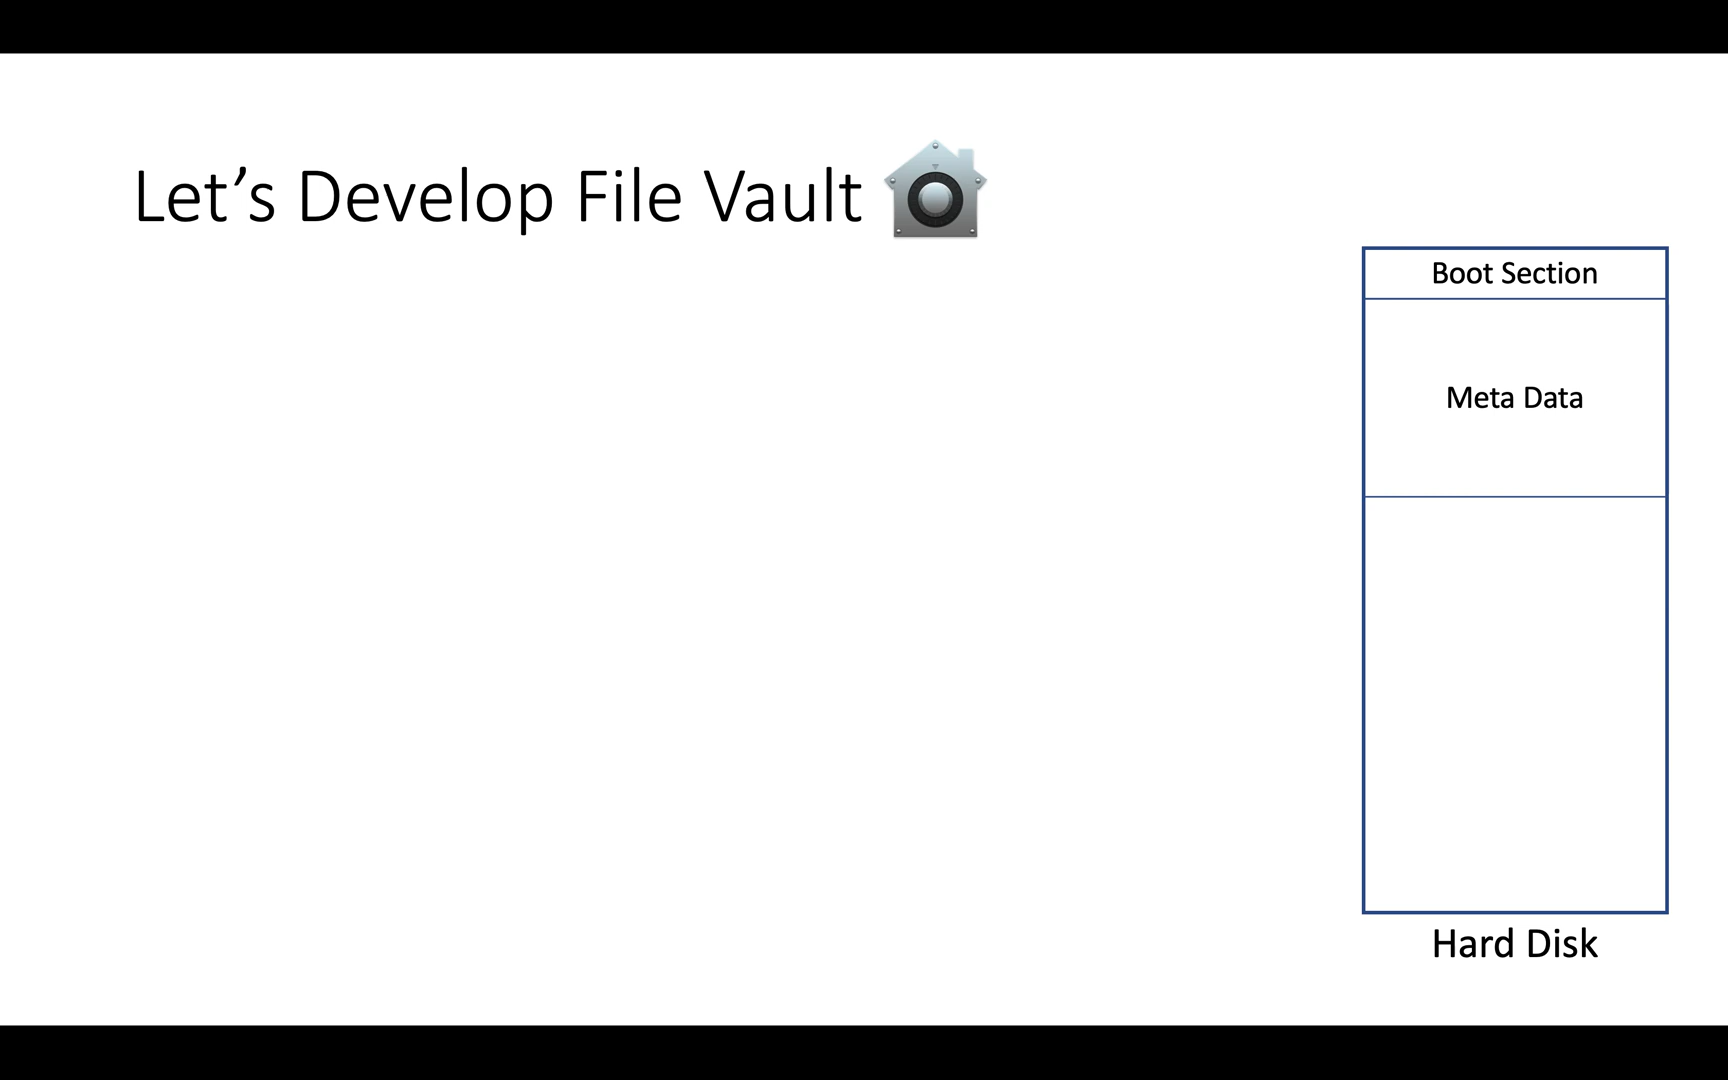 Let’s Develop File Vault
Boot Section
Meta Data
Hard Disk